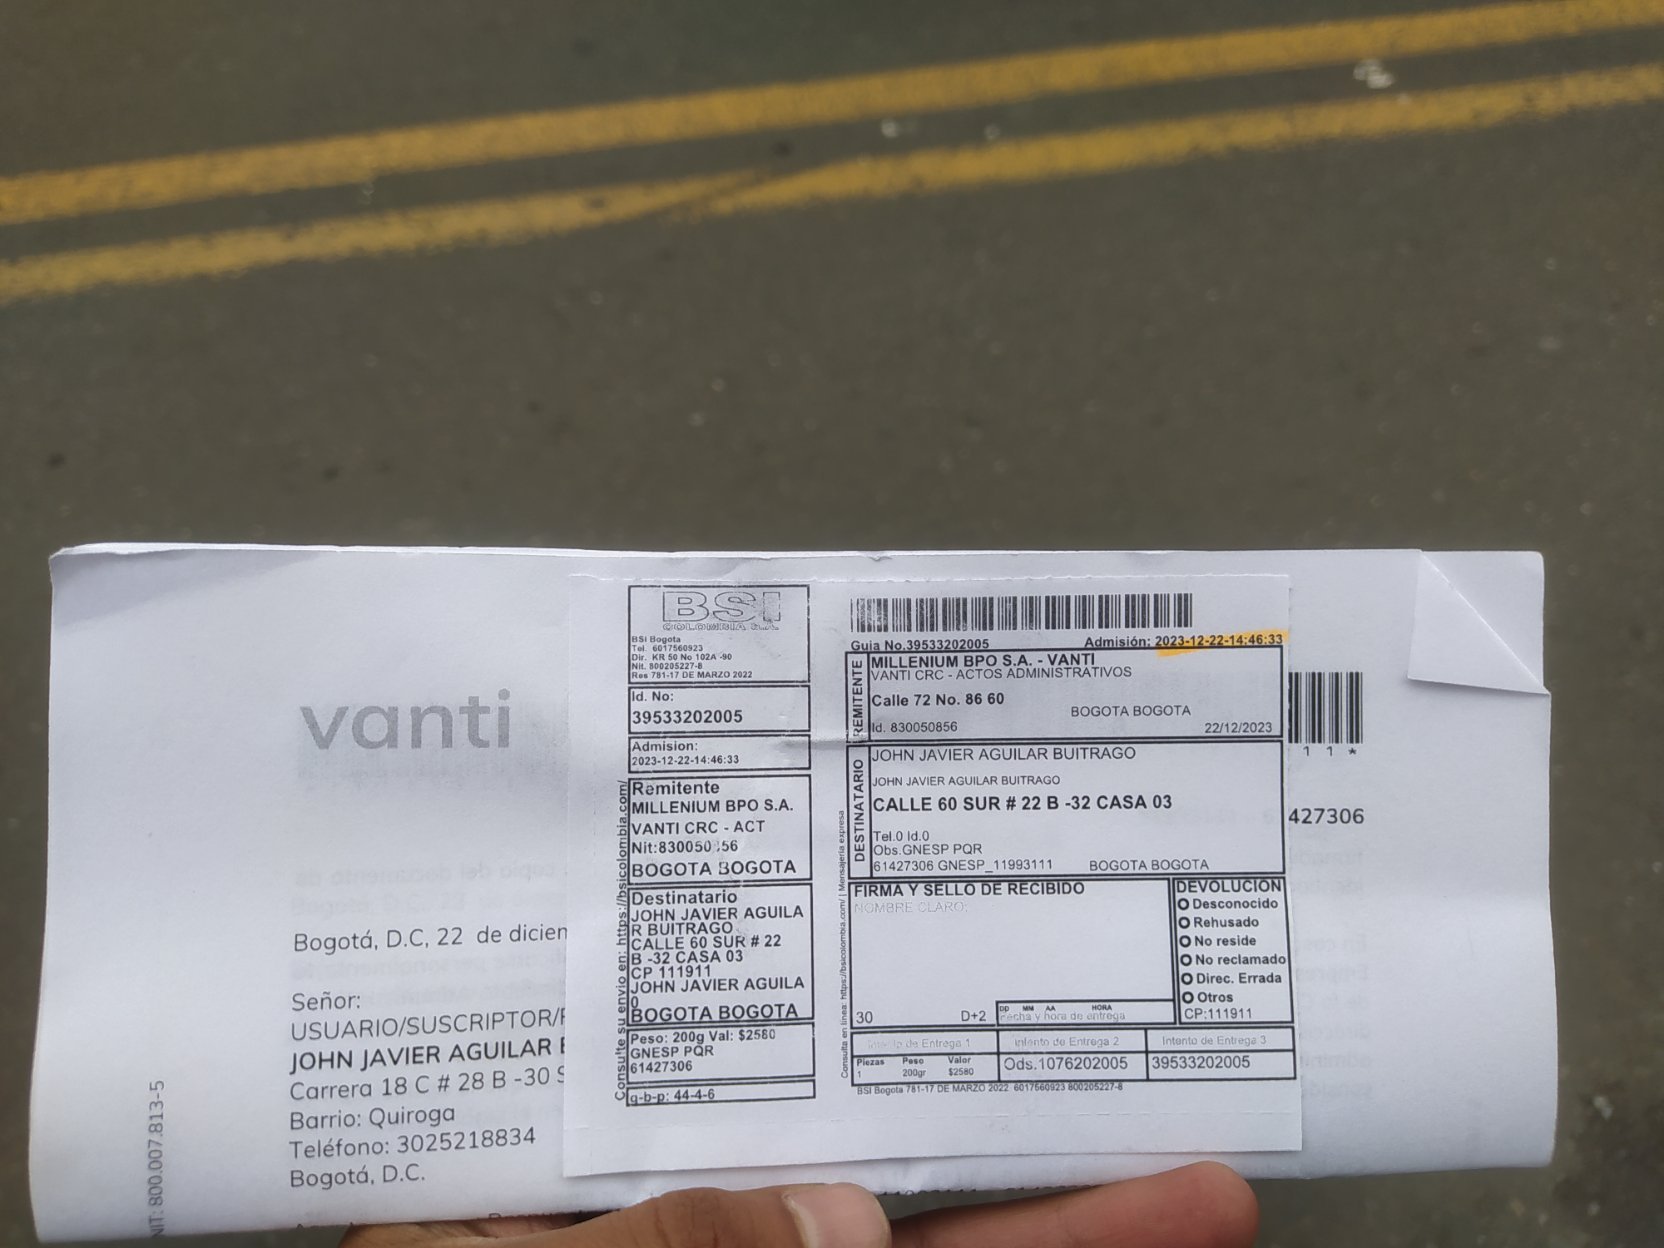 vanti
Bogotá, D.C, 22 de dicien
Señor:
USUARIO/SUSCRIPTOR/
JOHN JAVIER AGUILAR
Carrera 18 C # 28 B -30 S
Barrio: Quiroga
Teléfono: 3025218834
Bogotá, D.C.
NIT: 800.007.813-5
BSI
COLOMBIA S.A.
BSI Bogota
Tel. 6017560923
Dir. KR 50 No 102A -90
Nit. 800205227-8
Res 781-17 DE MARZO 2022
Id. No:
39533202005
Admision:
2023-12-22-14:46:33
Remitente
MILLENIUM BPO S.A.
VANTI CRC - ACT
Nit:830050 56
BOGOTA BOGOTA
Destinatario
JOHN JAVIER AGUILA
R BUITRAGO
CALLE 60 SUR # 22
B -32 CASA 03
CP 111911
JOHN JAVIER AGUILA
0
BOGOTA BOGOTA
Peso: 200g Val: $2580
GNESP PQR
61427306
g-b-p: 44-4-6
Consulte su envio en: https://bsicolombia.com/
Guia No.39533202005 Admisión: 2023-12-22-14:46:33
REMITENTE
MILLENIUM BPO S.A. - VANTI
VANTI CRC - ACTOS ADMINISTRATIVOS
Calle 72 No. 86 60
BOGOTA BOGOTA
Id. 830050856 22/12/2023
DESTINATARIO
JOHN JAVIER AGUILAR BUITRAGO
JOHN JAVIER AGUILAR BUITRAGO
CALLE 60 SUR # 22 B -32 CASA 03
Tel.0 Id.0
Obs.GNESP PQR
61427306 GNESP_11993111 BOGOTA BOGOTA
FIRMA Y SELLO DE RECIBIDO
NOMBRE CLARO:
30 D+2
DD MM AA HORA
Fecha y hora de entrega
DEVOLUCIÓN
Desconocido
Rehusado
No reside
No reclamado
Direc. Errada
Otros
CP:111911
Intento de Entrega 1 Intento de Entrega 2 Intento de Entrega 3
Piezas Peso Valor
1 200gr $2580
Ods.1076202005 39533202005
BSI Bogota 781-17 DE MARZO 2022 6017560923 800205227-8
Consulta en linea: https://bsicolombia.com/ | Mensajeria expresa
1 1 *
427306